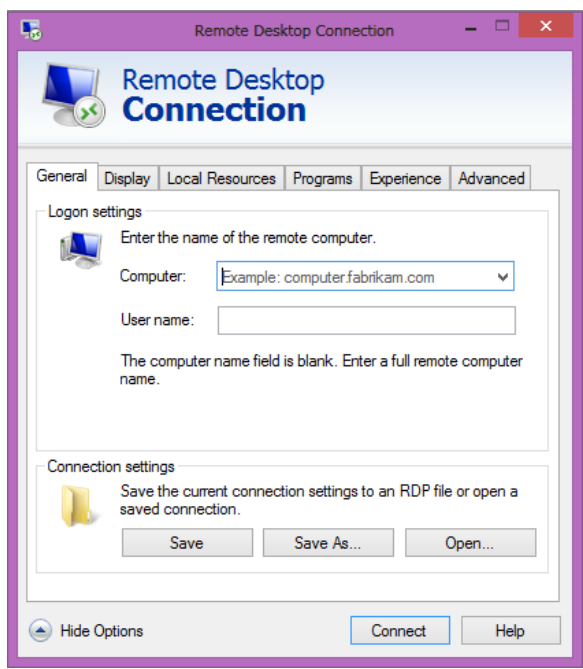 Remote Desktop Connection
Remote Desktop
Connection
General Display Local Resources Programs Experience Advanced
Logon settings
Enter the name of the remote computer.
Computer: Example: computer.fabrikam.com
User name:
The computer name field is blank. Enter a full remote computer
name.
Connection settings
Save the current connection settings to an RDP file or open a
saved connection.
Save Save As... Open...
Hide Options Connect Help